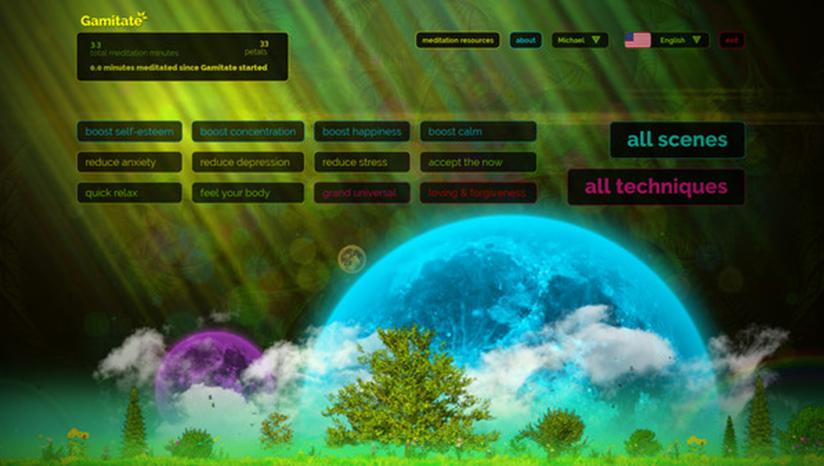 Gamitate
3.3
33
total meditation minutes
petals
0.0 minutes meditated since Gamitate started
meditation resources
about
Michael
English
exit
boost self-esteem
boost concentration
boost happiness
boost calm
all scenes
reduce anxiety
reduce depression
reduce stress
accept the now
all techniques
quick relax
feel your body
grand universal
loving & forgiveness